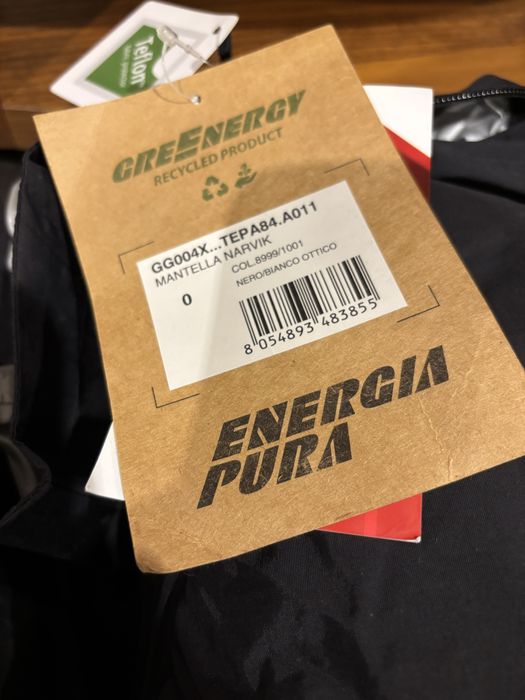 Teflon
GREENERGY
RECYCLED PRODUCT
GG004X...TEPA84.A011
MANTELLA NARVIK
COL.8999/1001
0
NERO/BIANCO OTTICO
8 054893 483855
ENERGIA
PURA